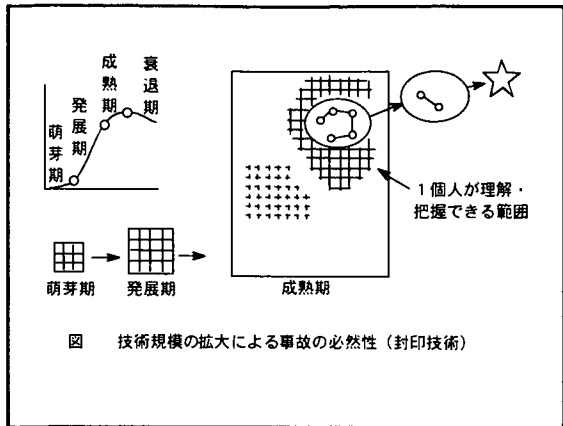 萌芽期
発展期
成熟期
衰退期
1個人が理解・
把握できる範囲
萌芽期
発展期
成熟期
図 技術規模の拡大による事故の必然性（封印技術）